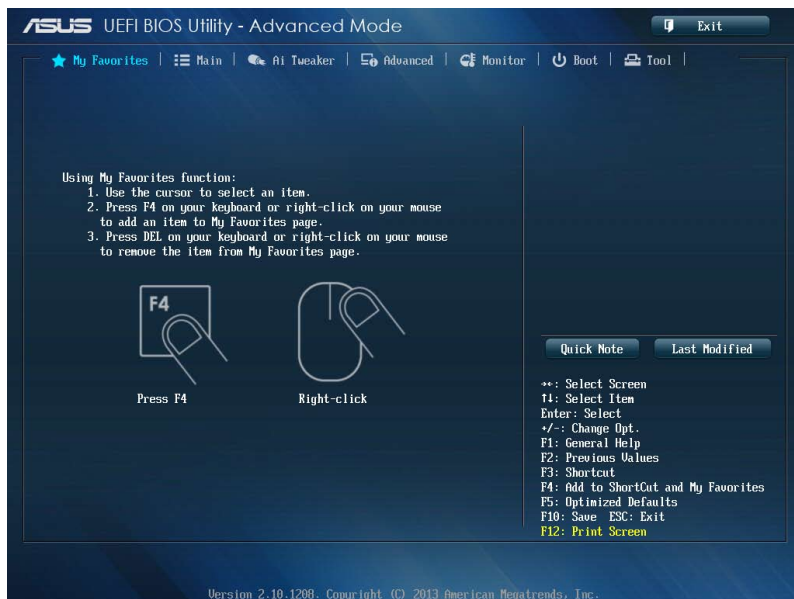 ASUS UEFI BIOS Utility - Advanced Mode
Exit
My Favorites | Main | Ai Tweaker | Advanced | Monitor | Boot | Tool |
Using My Favorites function:
1. Use the cursor to select an item.
2. Press F4 on your keyboard or right-click on your mouse
to add an item to My Favorites page.
3. Press DEL on your keyboard or right-click on your mouse
to remove the item from My Favorites page.
F4
Press F4
Right-click
Quick Note
Last Modified
→←: Select Screen
↑↓: Select Item
Enter: Select
+/-: Change Opt.
F1: General Help
F2: Previous Values
F3: Shortcut
F4: Add to ShortCut and My Favorites
F5: Optimized Defaults
F10: Save ESC: Exit
F12: Print Screen
Version 2.10.1208. Copyright (C) 2013 American Megatrends, Inc.